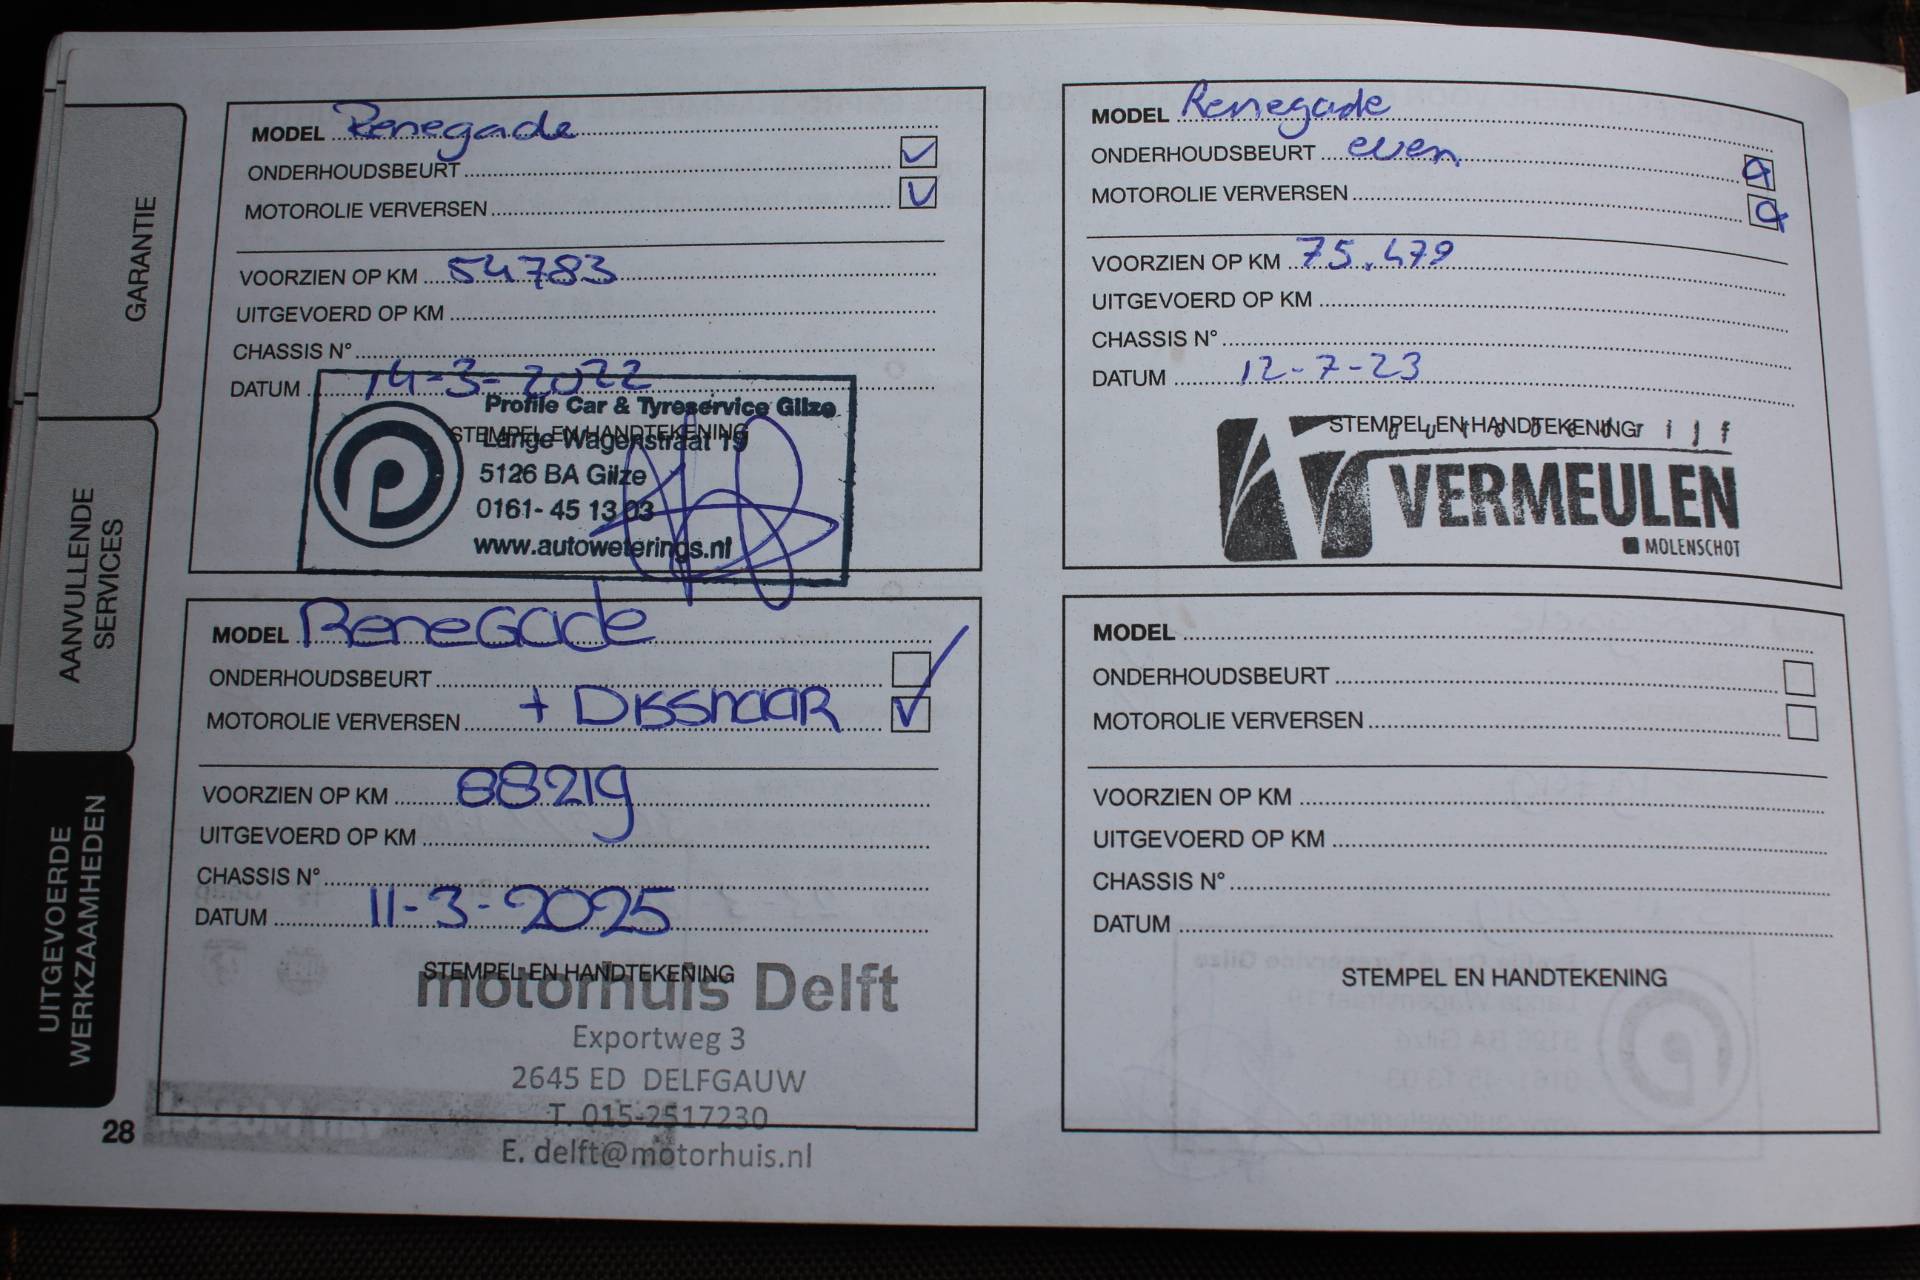 GARANTIE
AANVULLENDE
SERVICES
UITGEVOERDE
WERKZAAMHEDEN
28
MODEL Renegade
ONDERHOUDSBEURT
MOTOROLIE VERVERSEN
VOORZIEN OP KM 54783
UITGEVOERD OP KM
CHASSIS N°
DATUM 14-3-2022
Profile Car & Tyreservice Gilze
STEMPEL EN HANDTEKENING
Lange Wagenstraat 19
5126 BA Gilze
0161- 45 13 03
www.autoweterings.nl
MODEL Renegade
ONDERHOUDSBEURT even
MOTOROLIE VERVERSEN
VOORZIEN OP KM 75.479
UITGEVOERD OP KM
CHASSIS N°
DATUM 12-7-23
STEMPEL EN HANDTEKENING
autobedrijf
VERMEULEN
MOLENSCHOT
MODEL ReneGade
ONDERHOUDSBEURT
MOTOROLIE VERVERSEN
VOORZIEN OP KM 88219
UITGEVOERD OP KM
CHASSIS N°
DATUM 11-3-2025
STEMPEL EN HANDTEKENING
motorhuis Delft
Exportweg 3
2645 ED DELFGAUW
T. 015-2517230
E. delft@motorhuis.nl
MODEL
ONDERHOUDSBEURT
MOTOROLIE VERVERSEN
VOORZIEN OP KM
UITGEVOERD OP KM
CHASSIS N°
DATUM
STEMPEL EN HANDTEKENING